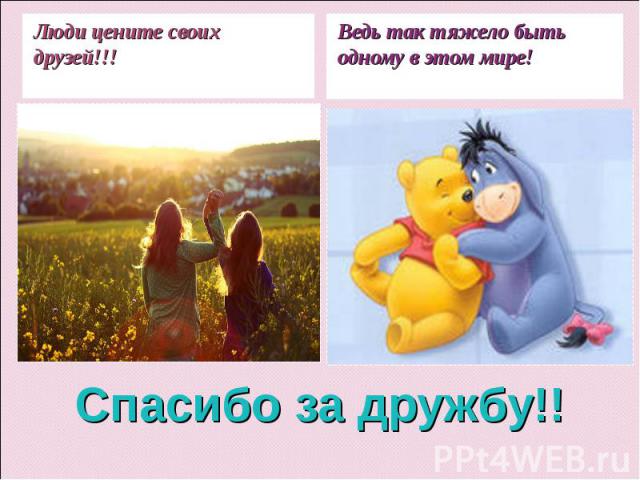 Люди цените своих
друзей!!!
Ведь так тяжело быть
одному в этом мире!
Спасибо за дружбу!!
PPt4WEB.ru